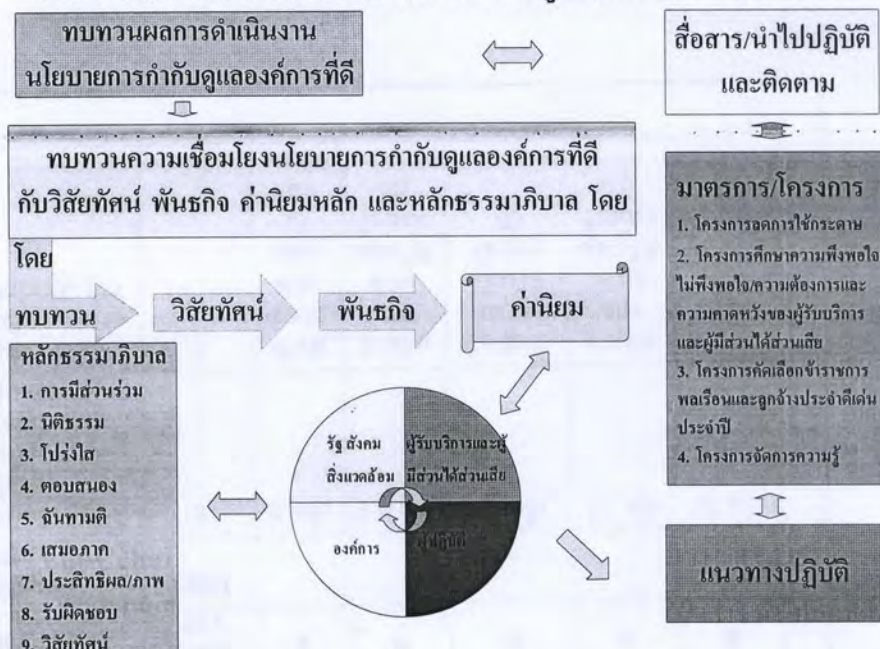 ทบทวนผลการดำเนินงาน
นโยบายการกำกับดูแลองค์การที่ดี
สื่อสาร/นำไปปฏิบัติ
และติดตาม
ทบทวนความเชื่อมโยงนโยบายการกำกับดูแลองค์การที่ดี
กับวิสัยทัศน์ พันธกิจ ค่านิยมหลัก และหลักธรรมาภิบาล โดย
โดย
ทบทวน
วิสัยทัศน์
พันธกิจ
ค่านิยม
หลักธรรมาภิบาล
1. การมีส่วนร่วม
2. นิติธรรม
3. โปร่งใส
4. ตอบสนอง
5. ฉันทามติ
6. เสมอภาค
7. ประสิทธิผล/ภาพ
8. รับผิดชอบ
9. วิสัยทัศน์
รัฐ สังคม
สิ่งแวดล้อม
ผู้รับบริการและผู้
มีส่วนได้ส่วนเสีย
องค์การ
ผู้ปฏิบัติ
มาตรการ/โครงการ
1. โครงการลดการใช้กระดาษ
2. โครงการศึกษาความพึงพอใจ
ไม่พึงพอใจ/ความต้องการและ
ความคาดหวังของผู้รับบริการ
และผู้มีส่วนได้ส่วนเสีย
3. โครงการคัดเลือกข้าราชการ
พลเรือนและลูกจ้างประจำดีเด่น
ประจำปี
4. โครงการจัดการความรู้
แนวทางปฏิบัติ